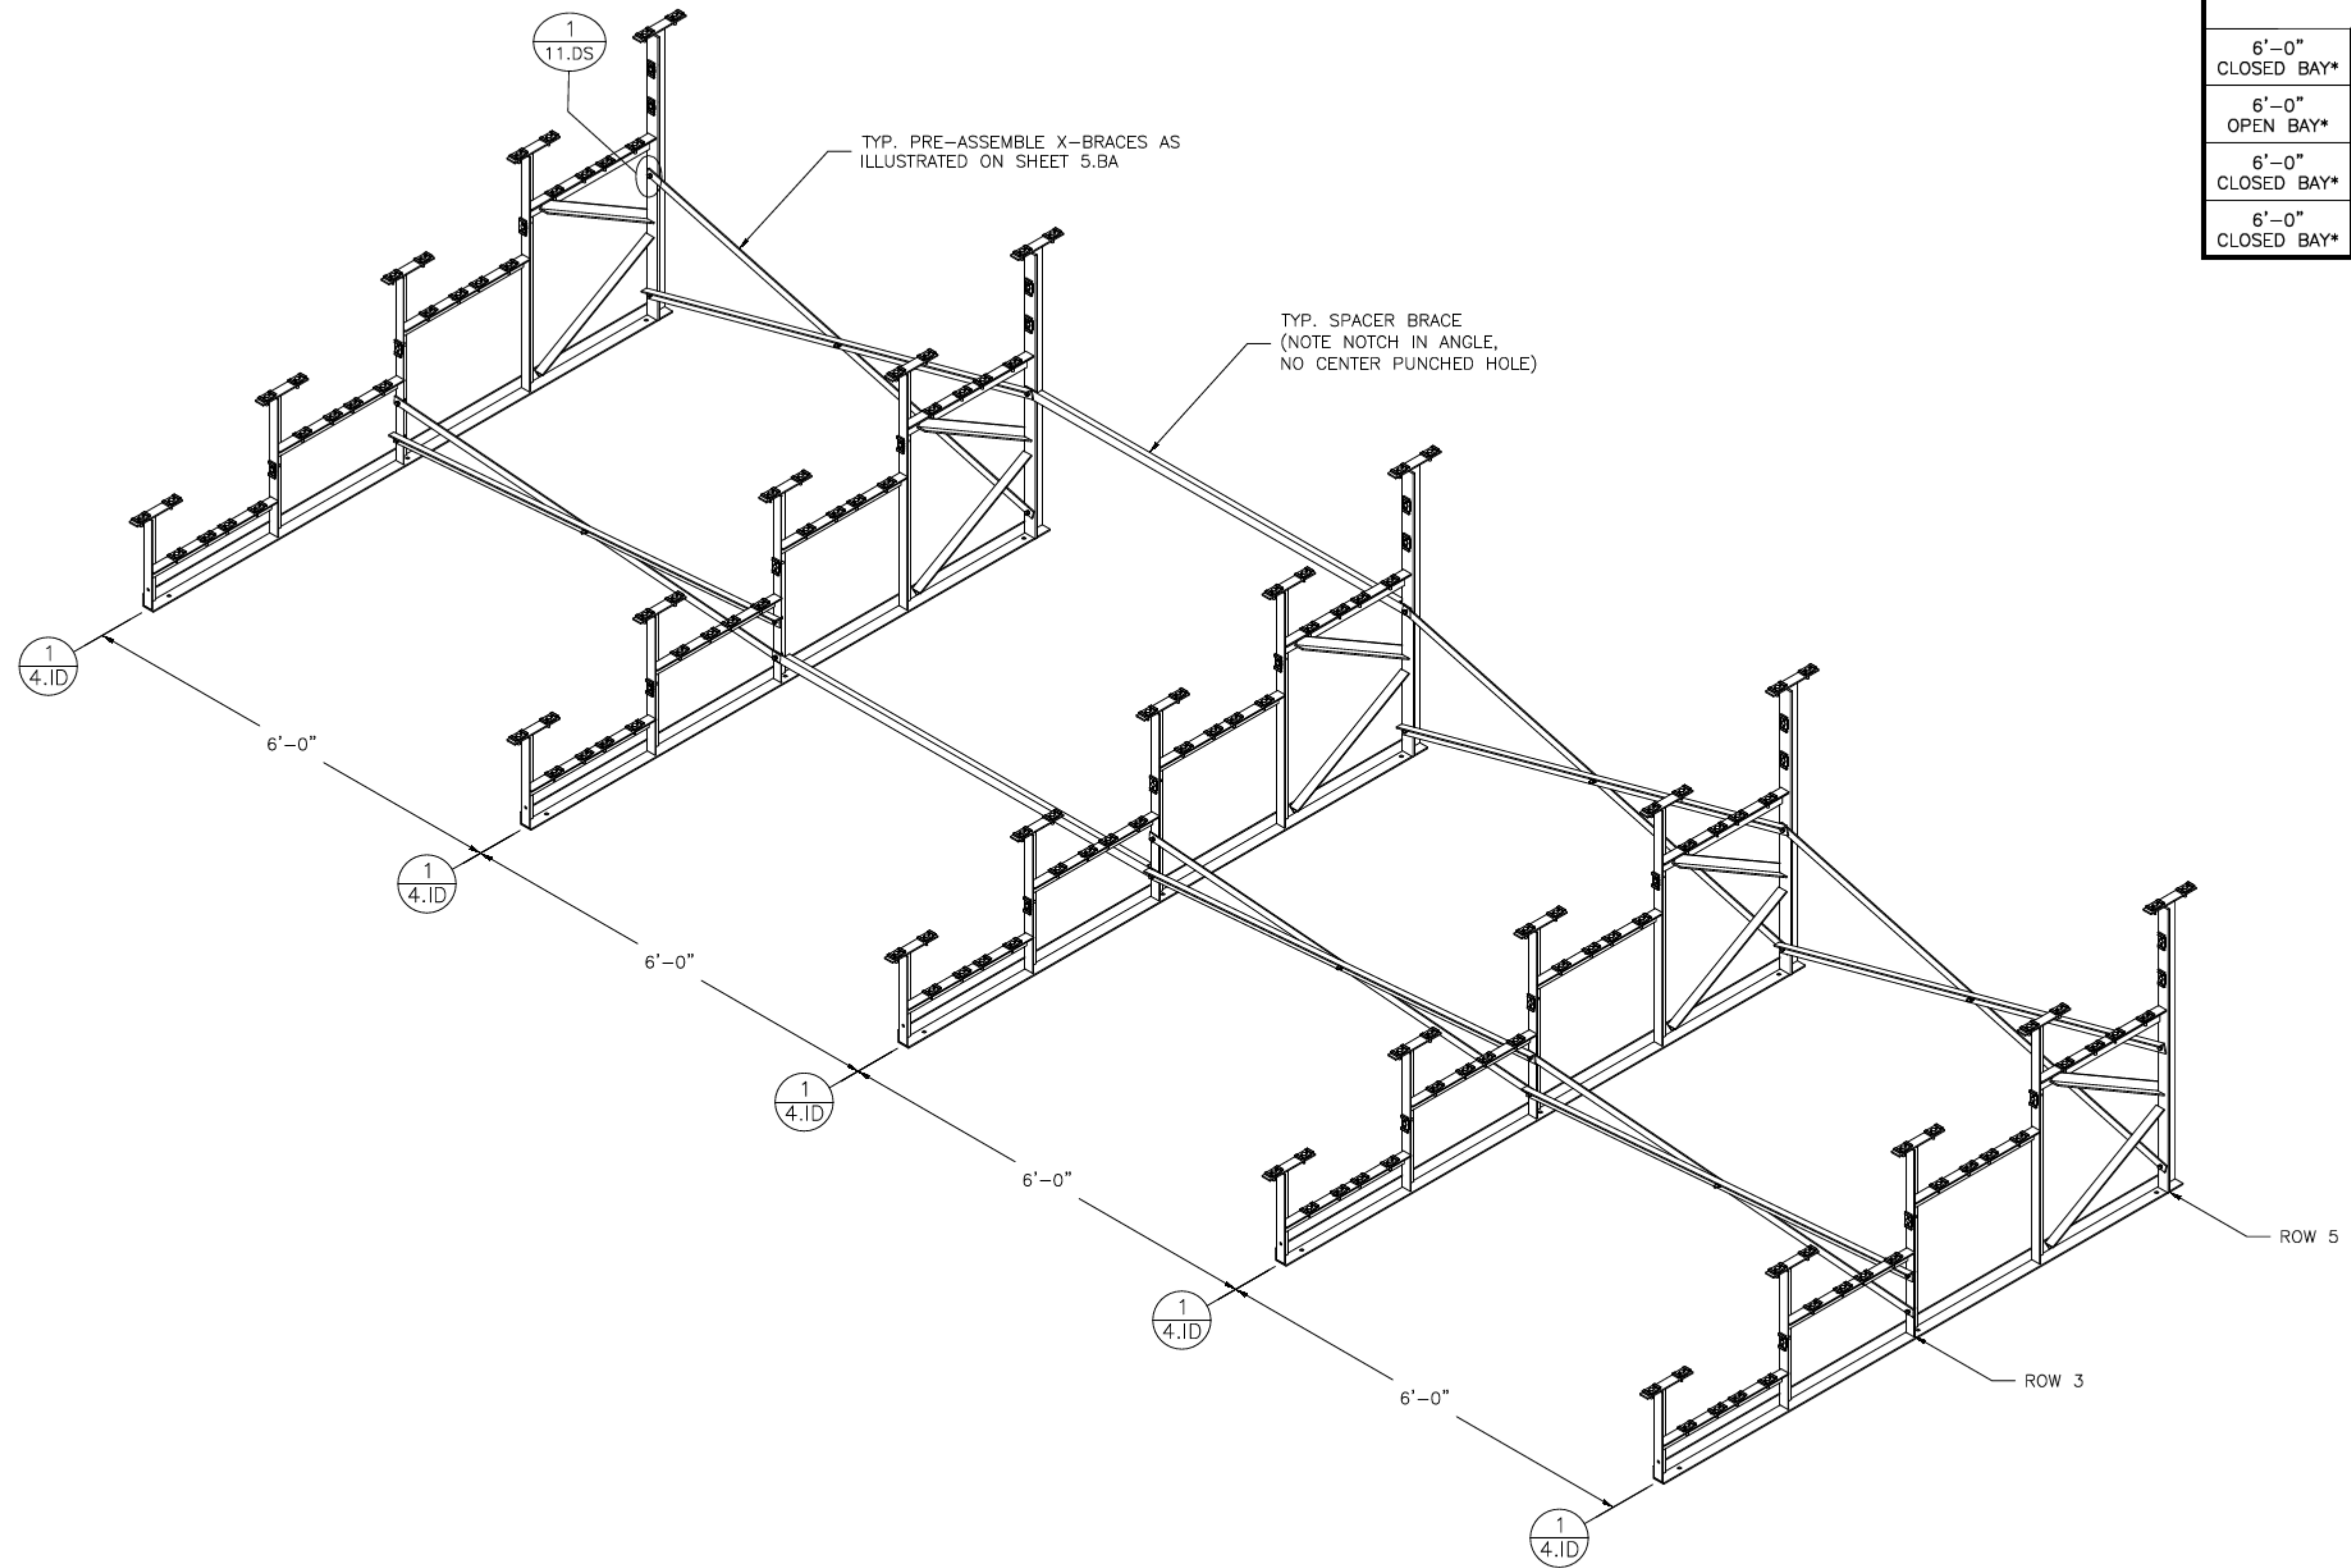 1
11.DS
6'-0"
CLOSED BAY*
6'-0"
OPEN BAY*
6'-0"
CLOSED BAY*
6'-0"
CLOSED BAY*
TYP. PRE-ASSEMBLE X-BRACES AS
ILLUSTRATED ON SHEET 5.BA
TYP. SPACER BRACE
(NOTE NOTCH IN ANGLE,
NO CENTER PUNCHED HOLE)
1
4.ID
6'-0"
1
4.ID
6'-0"
1
4.ID
6'-0"
1
4.ID
6'-0"
1
4.ID
ROW 5
ROW 3